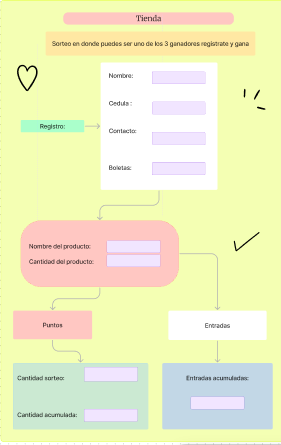 Tienda
Sorteo en donde puedes ser uno de los 3 ganadores registrate y gana
Nombre:
Cedula :
Registro:
Contacto:
Boletas:
Nombre del producto:
Cantidad del producto:
Puntos
Entradas
Cantidad sorteo:
Entradas acumuladas:
Cantidad acumulada: